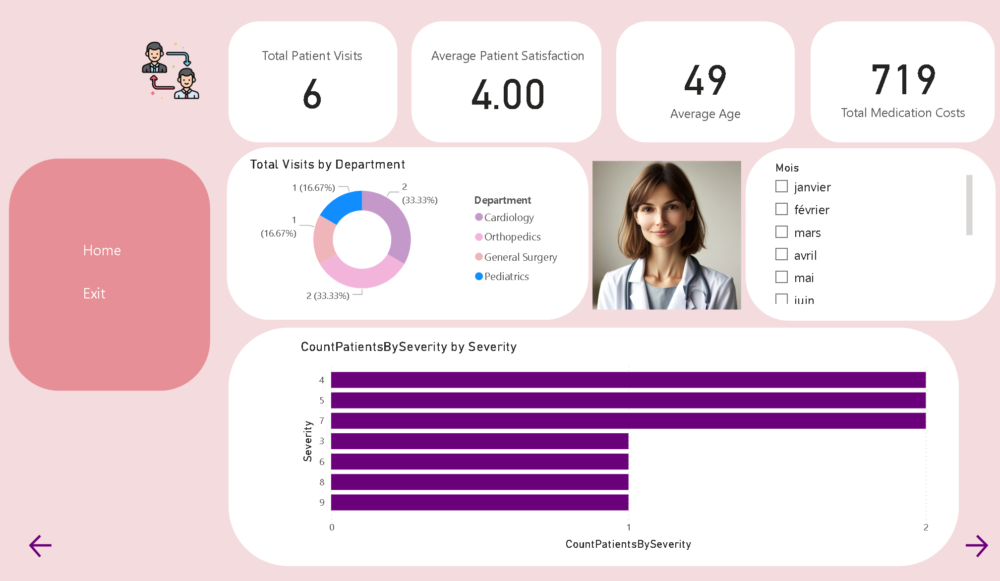 Total Patient Visits
6
Average Patient Satisfaction
4.00
49
Average Age
719
Total Medication Costs
Home
Exit
Total Visits by Department
1 (16.67%)
2
(33.33%)
1
(16.67%)
2 (33.33%)
Department
Cardiology
Orthopedics
General Surgery
Pediatrics
Mois
janvier
février
mars
avril
mai
juin
CountPatientsBySeverity by Severity
Severity
4
5
7
3
6
8
9
0
1
2
CountPatientsBySeverity